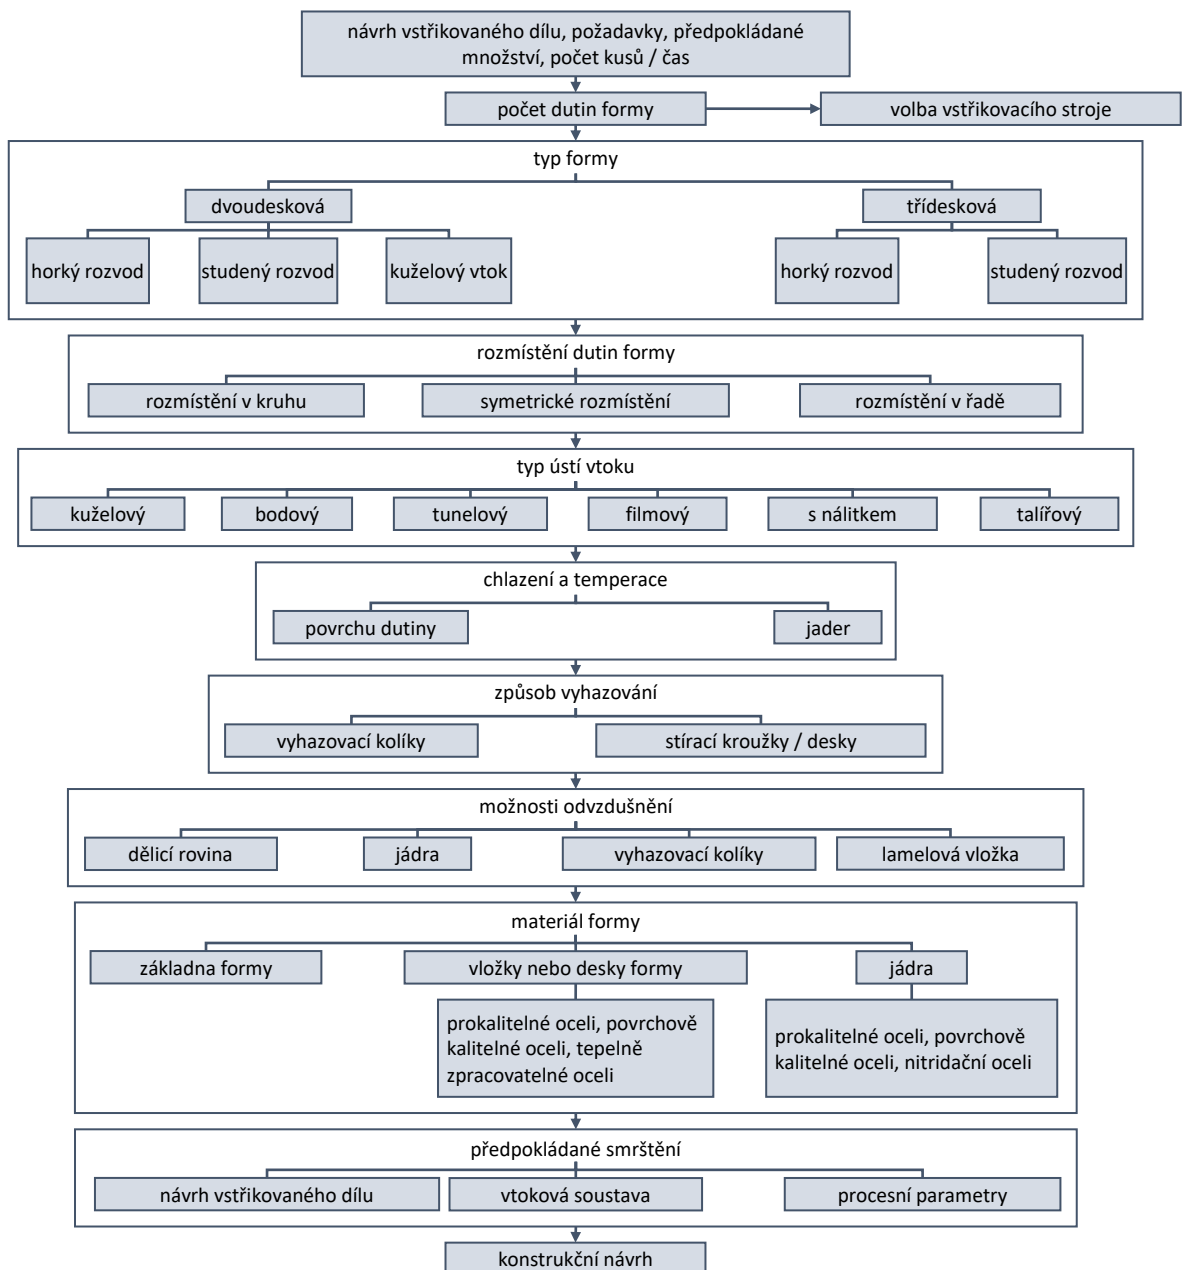 návrh vstřikovaného dílu, požadavky, předpokládané
množství, počet kusů / čas
počet dutin formy
volba vstřikovacího stroje
typ formy
dvoudesková
třídesková
horký rozvod
studený rozvod
kuželový vtok
horký rozvod
studený rozvod
rozmístění dutin formy
rozmístění v kruhu
symetrické rozmístění
rozmístění v řadě
typ ústí vtoku
kuželový
bodový
tunelový
filmový
s nálitkem
talířový
chlazení a temperace
povrchu dutiny
jader
způsob vyhazování
vyhazovací kolíky
stírací kroužky / desky
možnosti odvzdušnění
dělicí rovina
jádra
vyhazovací kolíky
lamelová vložka
materiál formy
základna formy
vložky nebo desky formy
jádra
prokalitelné oceli, povrchově
kalitelné oceli, tepelně
zpracovatelné oceli
prokalitelné oceli, povrchově
kalitelné oceli, nitridační oceli
předpokládané smrštění
návrh vstřikovaného dílu
vtoková soustava
procesní parametry
konstrukční návrh